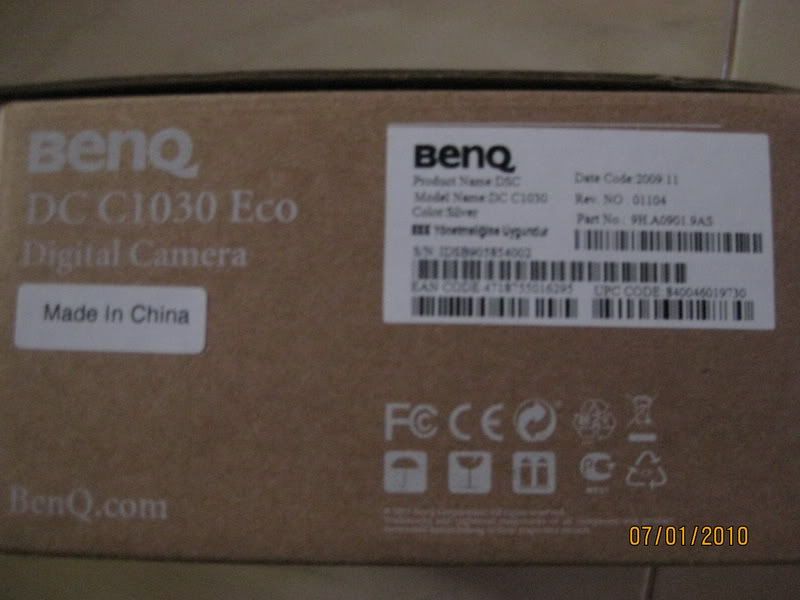 BenQ
DC C1030 Eco
Digital Camera
Made In China
BenQ.com
BenQ
Product Name:DSC
Model Name:DC C1030
Color:Silver
EEE Yönetmeliğine Uygundur
Date Code:2009.11
Rev. NO : 01104
Part No : 9H.A0901.9AS
S/N
EAN CODE:4718755016295
UPC CODE: 840046019730
FC CE
07/01/2010